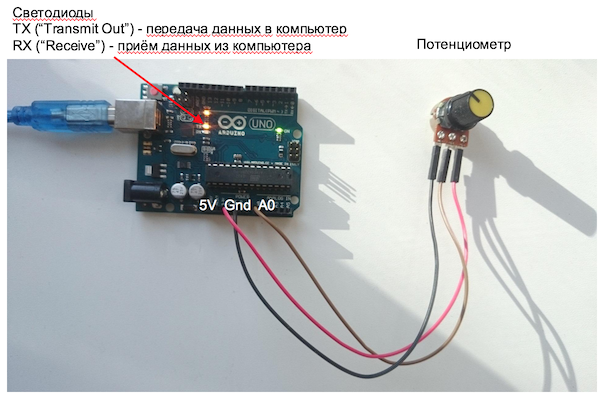 Светодиоды
TX (“Transmit Out”) - передача данных в компьютер
RX (“Receive”) - приём данных из компьютера
Потенциометр
UNO
ARDUINO
ON
5V Gnd A0